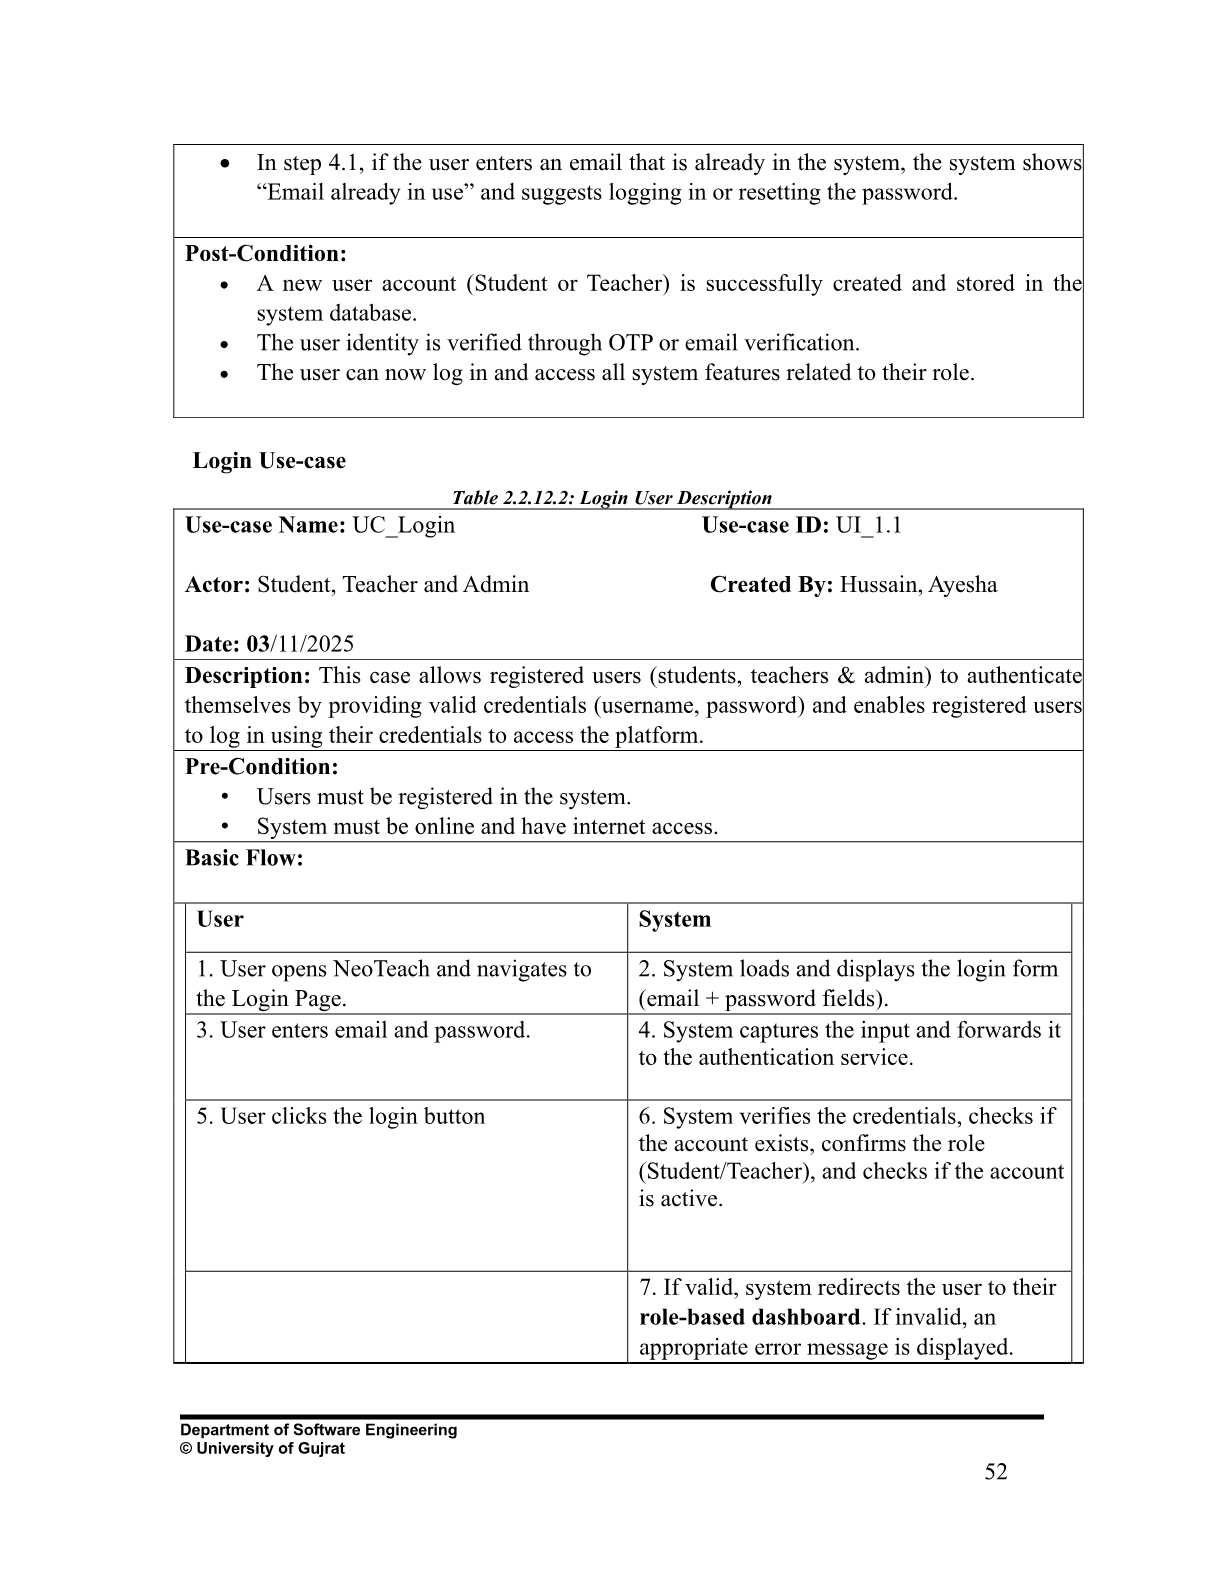 • In step 4.1, if the user enters an email that is already in the system, the system shows
“Email already in use” and suggests logging in or resetting the password.
Post-Condition:
• A new user account (Student or Teacher) is successfully created and stored in the
system database.
• The user identity is verified through OTP or email verification.
• The user can now log in and access all system features related to their role.
Login Use-case
Table 2.2.12.2: Login User Description
Use-case Name: UC_Login Use-case ID: UI_1.1
Actor: Student, Teacher and Admin Created By: Hussain, Ayesha
Date: 03/11/2025
Description: This case allows registered users (students, teachers & admin) to authenticate
themselves by providing valid credentials (username, password) and enables registered users
to log in using their credentials to access the platform.
Pre-Condition:
• Users must be registered in the system.
• System must be online and have internet access.
Basic Flow:
User
System
1. User opens NeoTeach and navigates to
the Login Page.
2. System loads and displays the login form
(email + password fields).
3. User enters email and password.
4. System captures the input and forwards it
to the authentication service.
5. User clicks the login button
6. System verifies the credentials, checks if
the account exists, confirms the role
(Student/Teacher), and checks if the account
is active.
7. If valid, system redirects the user to their
role-based dashboard. If invalid, an
appropriate error message is displayed.
Department of Software Engineering
© University of Gujrat
52